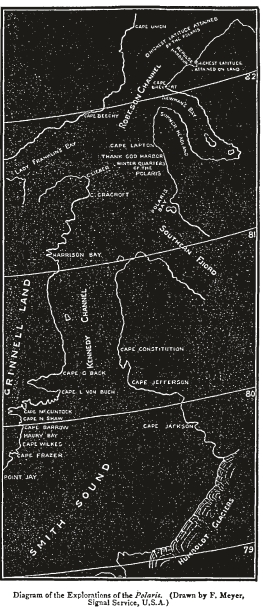 CAPE UNION
HIGHEST LATITUDE ATTAINED
BY THE POLARIS
HIGHEST LATITUDE
ATTAINED ON LAND
82
ROBESON CHANNEL
NEWMAN'S BAY
CAPE BEECHY
SUMNER HEADLAND
LADY FRANKLIN'S BAY
CAPE LUPTON
THANK GOD HARBOR
WINTER QUARTERS
OF THE
POLARIS
C. LIEBER
C. CRACROFT
POLARIS
BAY
SOUTHERN FIORD
81
HARRISON BAY
GRINNELL LAND
KENNEDY CHANNEL
CAPE CONSTITUTION
CAPE G BACK
CAPE JEFFERSON
CAPE L VON BUCH
80
CAPE McCLINTOCK
CAPE N SHAW
CAPE BARROW
CAPE JACKSON
MAURY BAY
CAPE WILKES
CAPE FRAZER
POINT JAY
SMITH SOUND
HUMBOLDT GLACIERS
79
Diagram of the Explorations of the Polaris. (Drawn by F. Meyer,
Signal Service, U.S.A.)